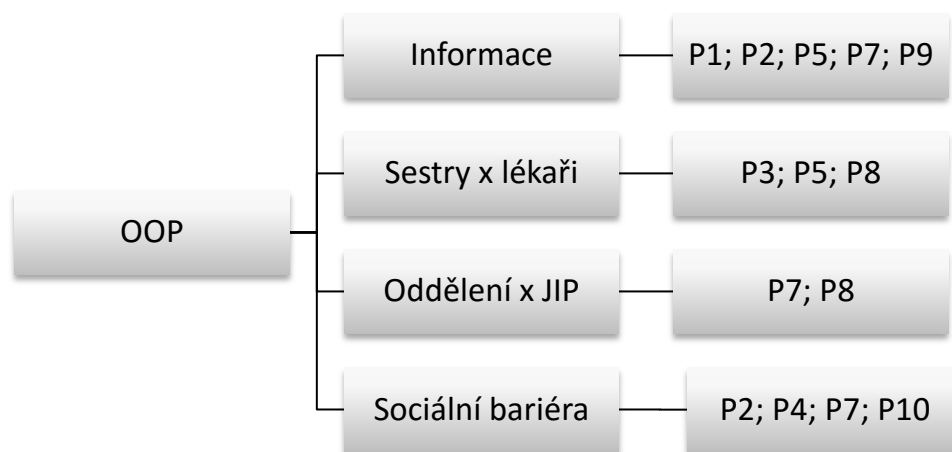 OOP
Informace
P1; P2; P5; P7; P9
Sestry x lékaři
P3; P5; P8
Oddělení x JIP
P7; P8
Sociální bariéra
P2; P4; P7; P10